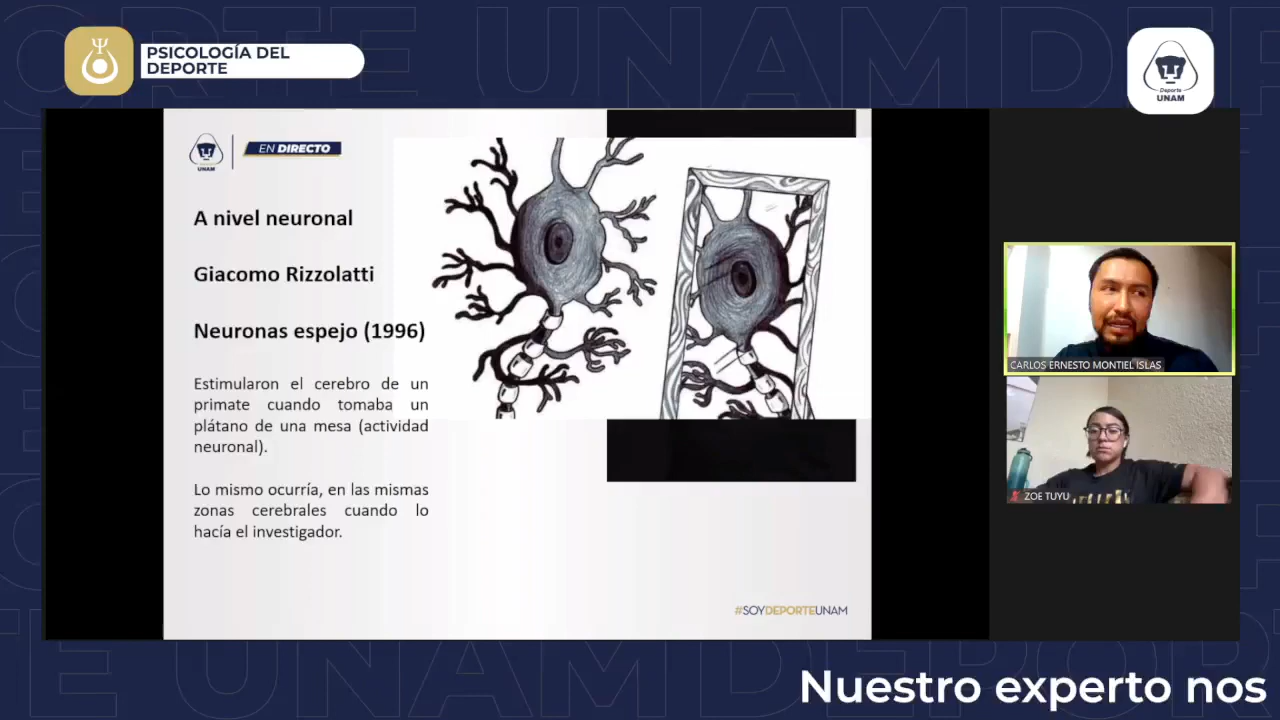 PSICOLOGÍA DEL
DEPORTE
Deporte
UNAM
UNAM
EN DIRECTO
A nivel neuronal
Giacomo Rizzolatti
Neuronas espejo (1996)
Estimularon el cerebro de un
primate cuando tomaba un
plátano de una mesa (actividad
neuronal).
Lo mismo ocurría, en las mismas
zonas cerebrales cuando lo
hacía el investigador.
#SOYDEPORTEUNAM
CARLOS ERNESTO MONTIEL ISLAS
ZOE TUYU
Nuestro experto nos